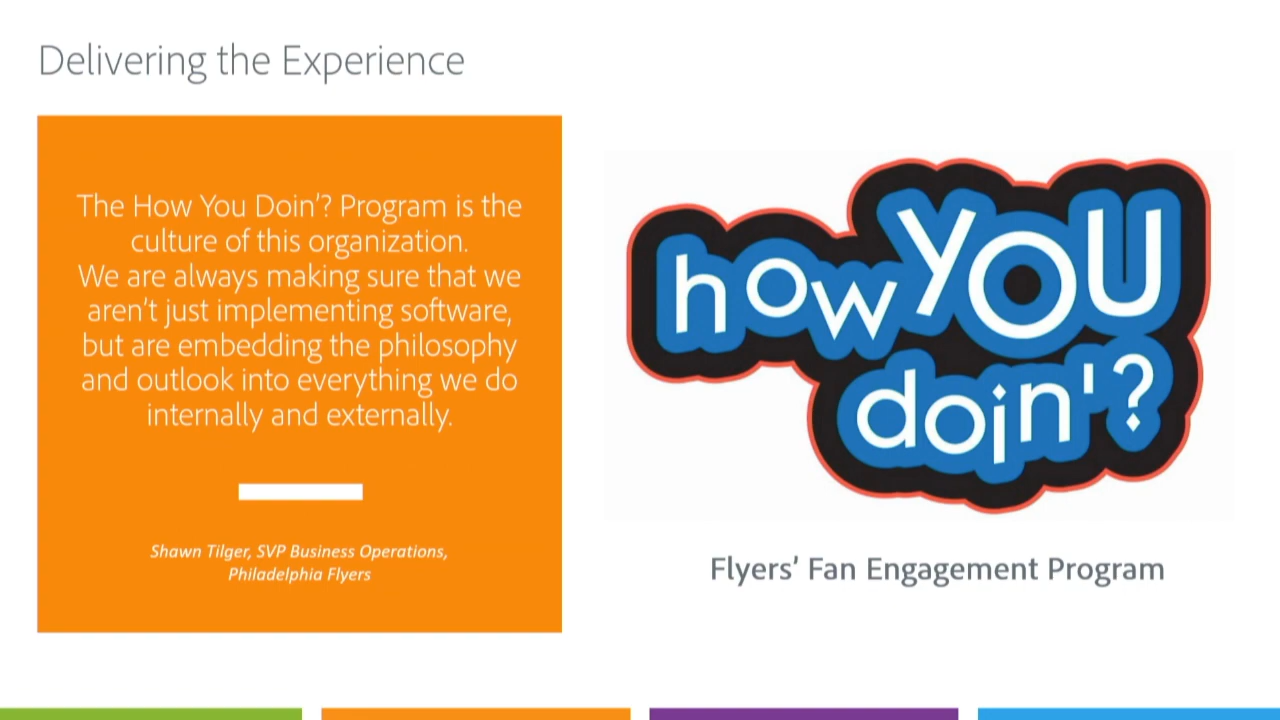 Delivering the Experience
The How You Doin’? Program is the
culture of this organization.
We are always making sure that we
aren’t just implementing software,
but are embedding the philosophy
and outlook into everything we do
internally and externally.
Shawn Tilger, SVP Business Operations,
Philadelphia Flyers
how YOU
doin'?
Flyers’ Fan Engagement Program